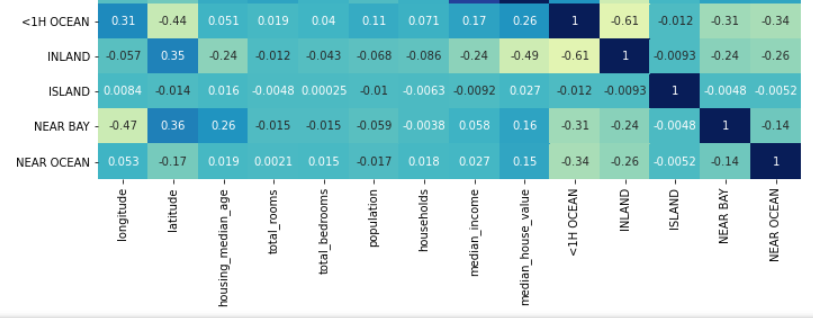 <1H OCEAN 0.31 -0.44 0.051 0.019 0.04 0.11 0.071 0.17 0.26 1 -0.61 -0.012 -0.31 -0.34
INLAND -0.057 0.35 -0.24 -0.012 -0.043 -0.068 -0.086 -0.24 -0.49 -0.61 1 -0.0093 -0.24 -0.26
ISLAND 0.0084 -0.014 0.016 -0.0048 0.00025 -0.01 -0.0063 -0.0092 0.027 -0.012 -0.0093 1 -0.0048 -0.0052
NEAR BAY -0.47 0.36 0.26 -0.015 -0.015 -0.059 -0.0038 0.058 0.16 -0.31 -0.24 -0.0048 1 -0.14
NEAR OCEAN 0.053 -0.17 0.019 0.0021 0.015 -0.017 0.018 0.027 0.15 -0.34 -0.26 -0.0052 -0.14 1
longitude
latitude
housing_median_age
total_rooms
total_bedrooms
population
households
median_income
median_house_value
<1H OCEAN
INLAND
ISLAND
NEAR BAY
NEAR OCEAN